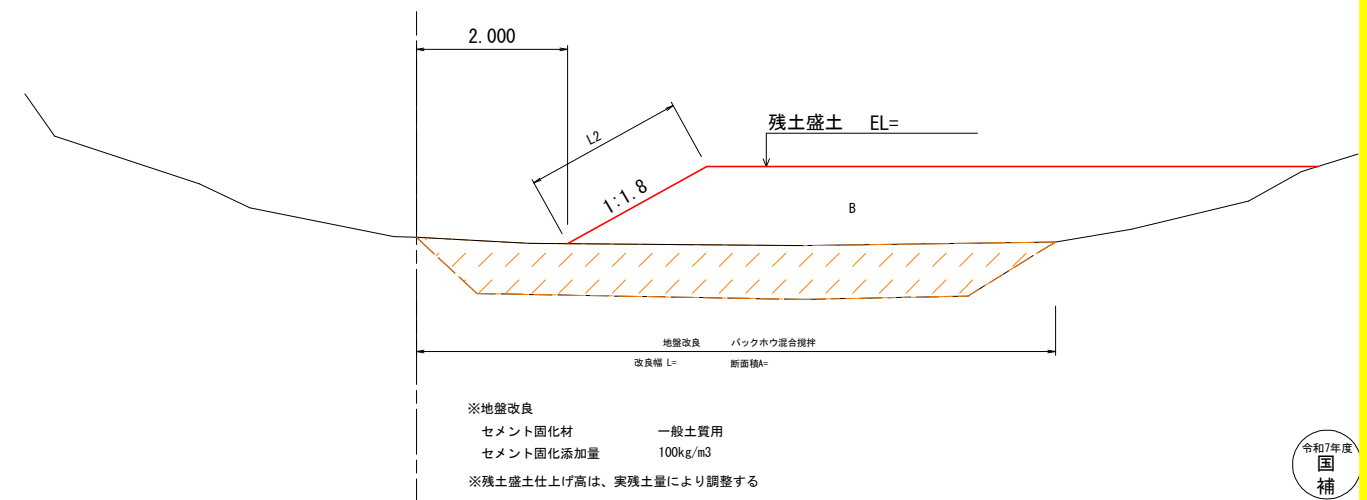 2.000
L2
1:1.8
残土盛土 EL=
B
地盤改良 バックホウ混合攪拌
改良幅 L= 断面積A=
※地盤改良
セメント固化材 一般土質用
セメント固化添加量 100kg/m3
※残土盛土仕上げ高は、実残土量により調整する
令和7年度
国
補